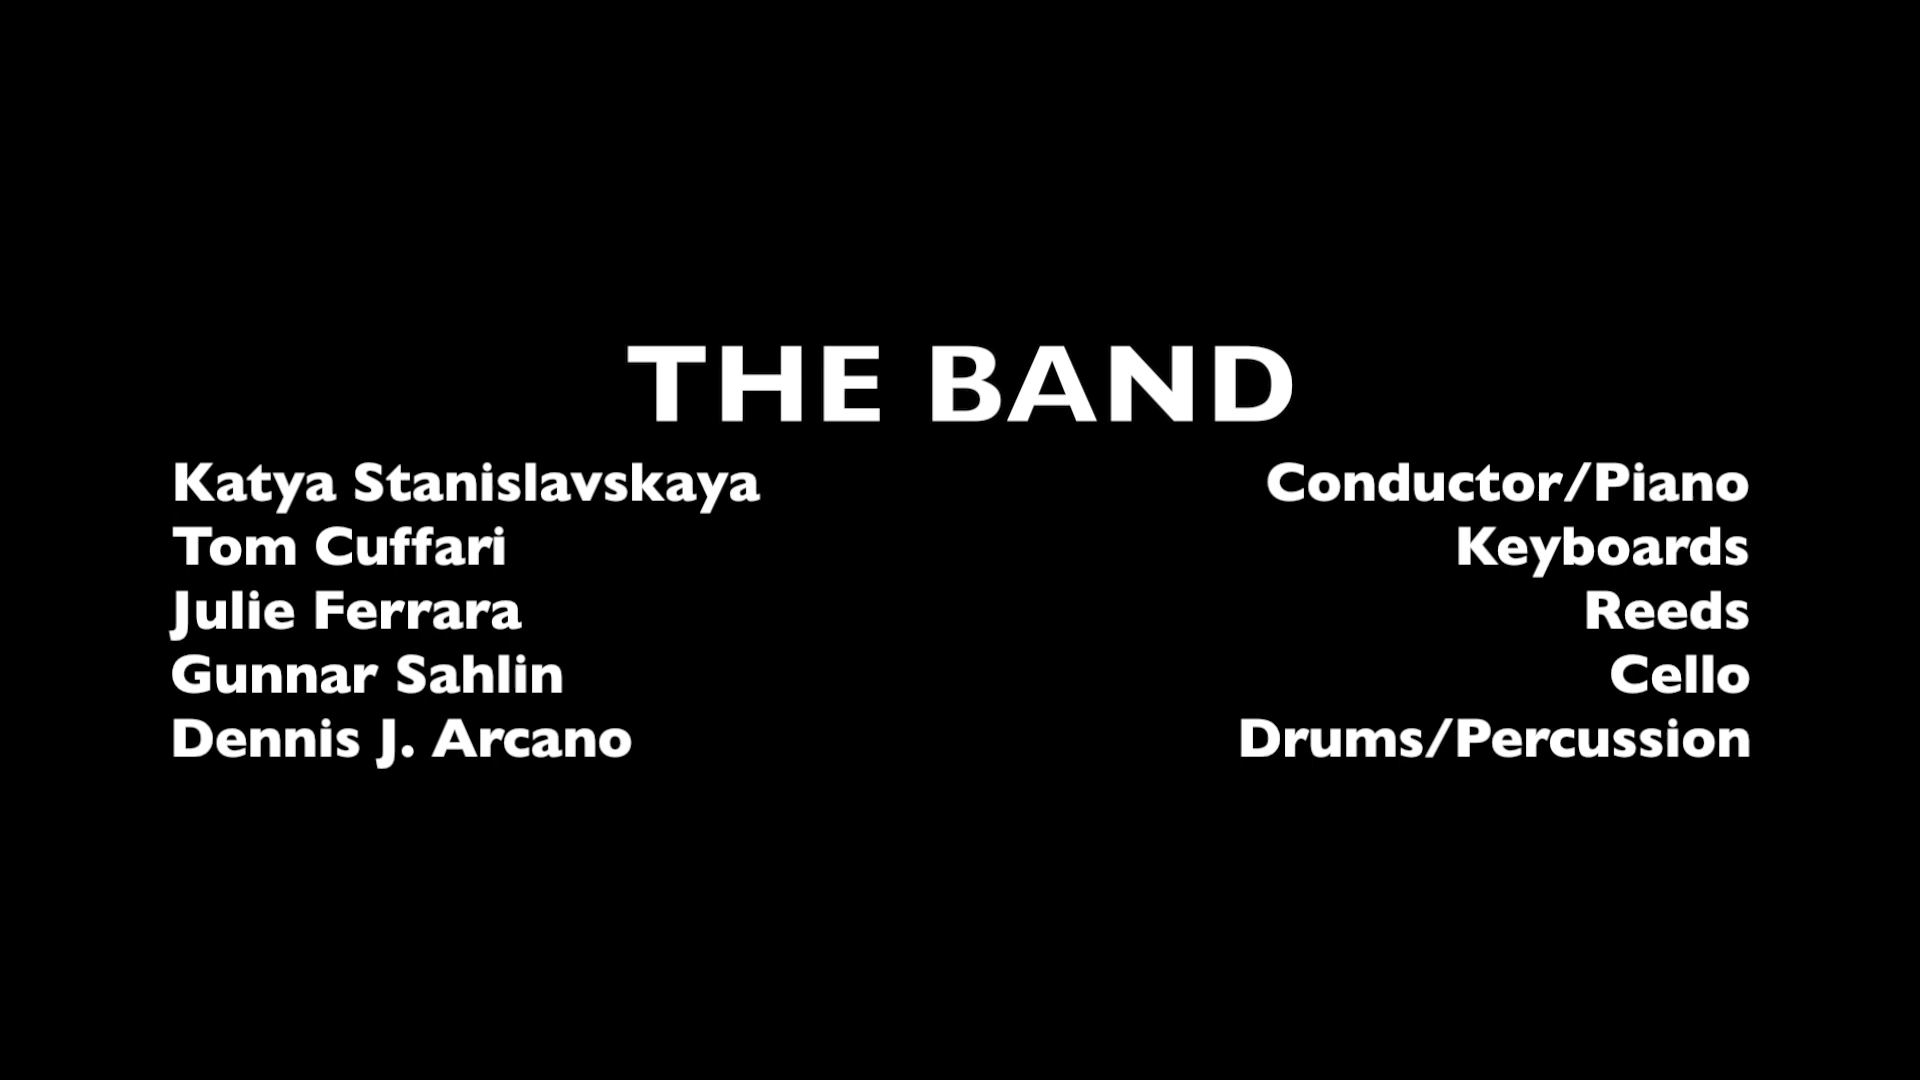 THE BAND
Katya Stanislavskaya Conductor/Piano
Tom Cuffari Keyboards
Julie Ferrara Reeds
Gunnar Sahlin Cello
Dennis J. Arcano Drums/Percussion